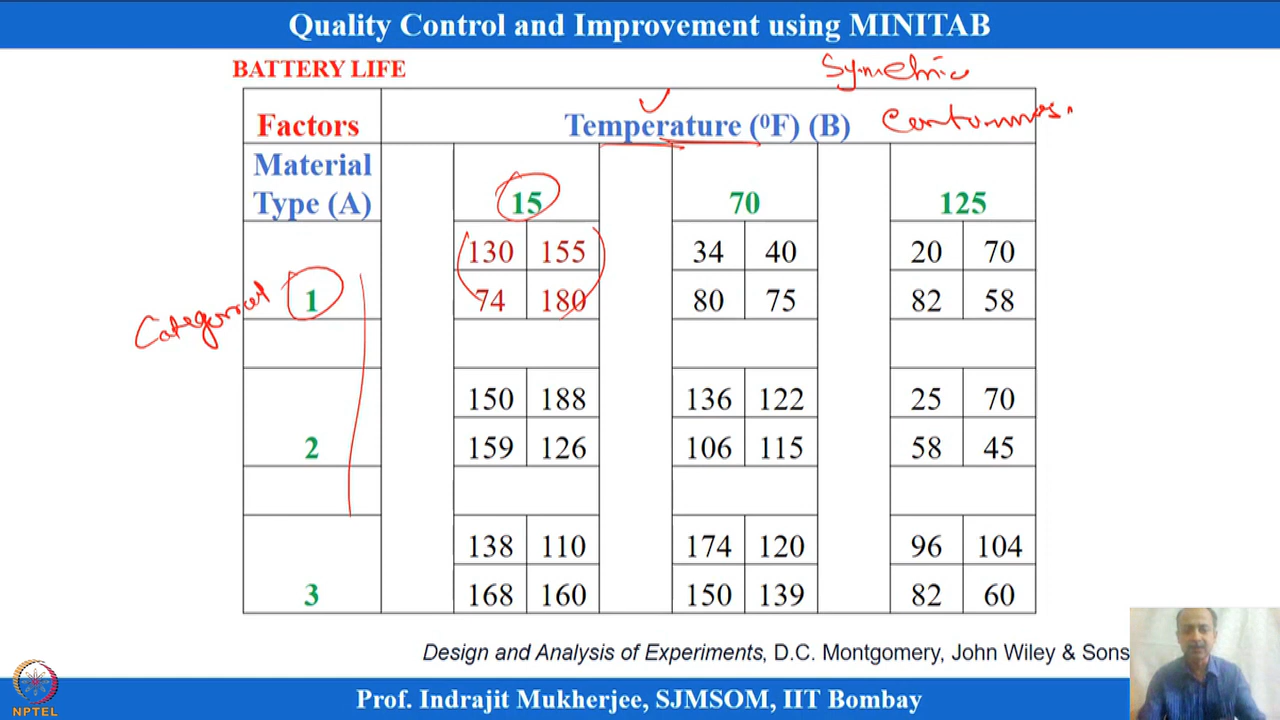 Quality Control and Improvement using MINITAB
BATTERY LIFE
Symetric
Factors
Temperature (⁰F) (B)
Continuous
Material Type (A)
15 70 125
130 155 34 40 20 70
Categorical 1 74 180 80 75 82 58
150 188 136 122 25 70
2 159 126 106 115 58 45
138 110 174 120 96 104
3 168 160 150 139 82 60
Design and Analysis of Experiments, D.C. Montgomery, John Wiley & Sons
NPTEL
Prof. Indrajit Mukherjee, SJMSOM, IIT Bombay